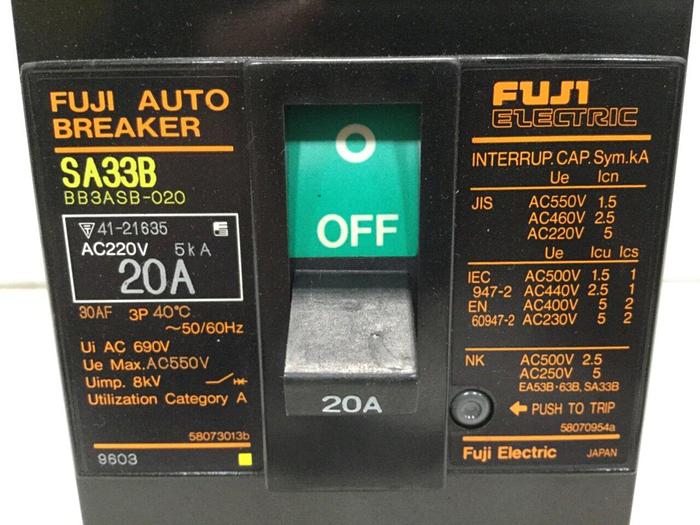 FUJI AUTO
BREAKER
SA33B
BB3ASB-020
41-21635
AC220V 5kA
20A
30AF 3P 40°C
~50/60Hz
Ui AC 690V
Ue Max. AC550V
Uimp. 8kV
Utilization Category A
58073013b
9603
O
OFF
20A
FUJI
ELECTRIC
INTERRUP. CAP. Sym.kA
Ue Icn
JIS AC550V 1.5
AC460V 2.5
AC220V 5
Ue Icu Ics
IEC AC500V 1.5 1
947-2 AC440V 2.5 1
EN AC400V 5 2
60947-2 AC230V 5 2
NK AC500V 2.5
AC250V 5
EA53B·63B, SA33B
← PUSH TO TRIP
58070954a
Fuji Electric JAPAN